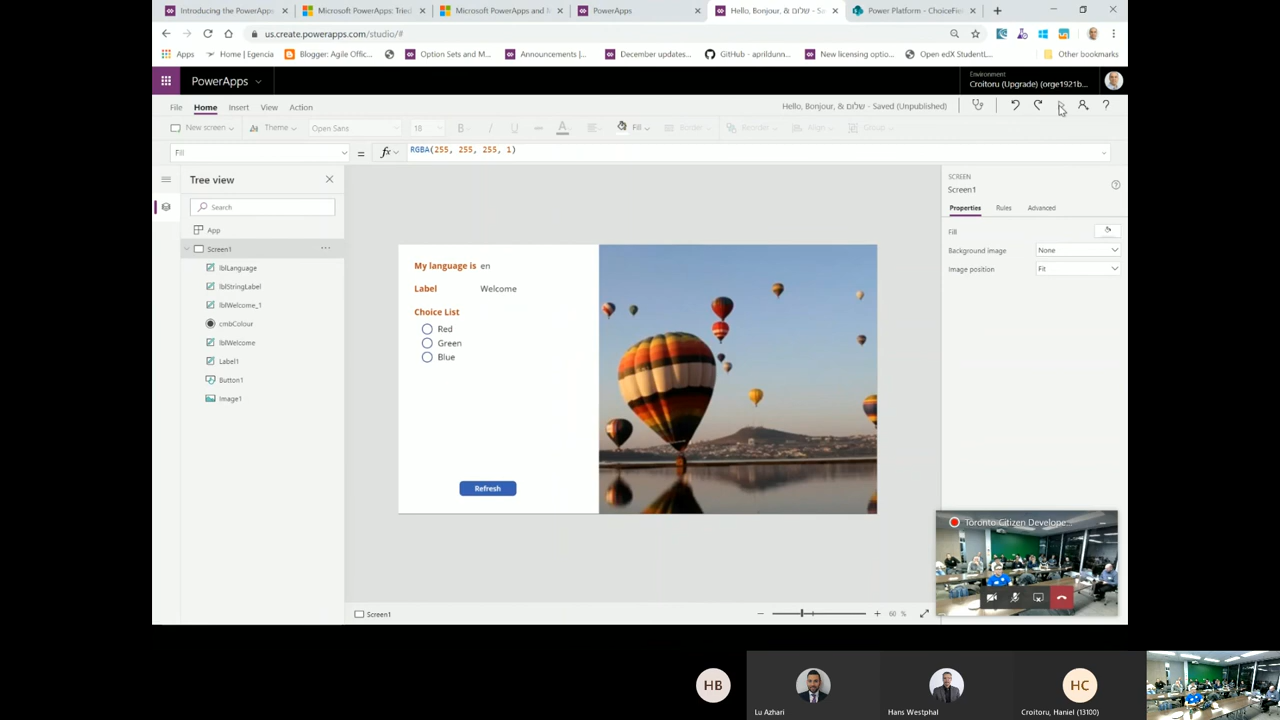 Introducing the PowerApps
Microsoft PowerApps: Tried
Microsoft PowerApps and M
PowerApps
Hello, Bonjour, & שלום - Sa
Power Platform - ChoiceFie
us.create.powerapps.com/studio/#
Apps
Home | Egencia
Blogger: Agile Offic...
Option Sets and M...
Announcements |...
December updates...
GitHub - aprildunn...
New licensing optio...
Open edX StudentL...
Other bookmarks
PowerApps
Environment
Croitoru (Upgrade) (orge1921b...
File
Home
Insert
View
Action
Hello, Bonjour, & שלום - Saved (Unpublished)
New screen
Theme
Open Sans
18
B
I
U
A
Fill
Border
Reorder
Align
Group
Fill
=
fx
RGBA(255, 255, 255, 1)
Tree view
Search
App
Screen1
lblLanguage
lblStringLabel
lblWelcome_1
cmbColour
lblWelcome
Label1
Button1
Image1
My language is en
Label Welcome
Choice List
Red
Green
Blue
Refresh
SCREEN
Screen1
Properties
Rules
Advanced
Fill
Background image None
Image position Fit
Toronto Citizen Develope...
Screen1
60 %
HB
Lu Azhari
Hans Westphal
HC
Croitoru, Haniel (13100)